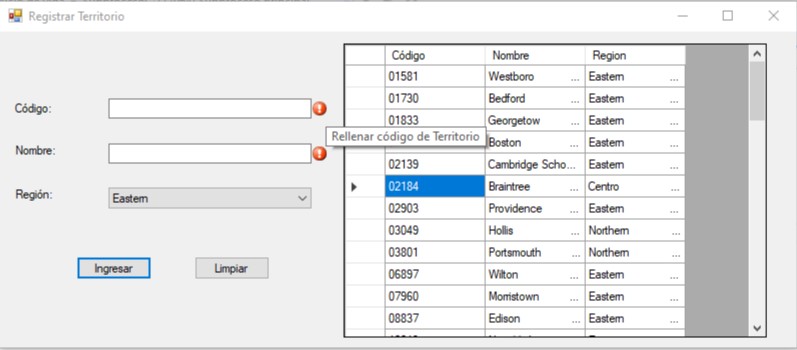 Registrar Territorio
Código Nombre Region
01581 Westboro ... Eastern ...
01730 Bedford ... Eastern ...
Código: 01833 Georgetow ... Eastern ...
Rellenar código de Territorio Boston ... Eastern ...
Nombre: 02139 Cambridge Scho... Eastern ...
Región: Eastern 02184 Braintree ... Centro ...
02903 Providence ... Eastern ...
03049 Hollis ... Northern ...
03801 Portsmouth ... Northern ...
Ingresar Limpiar 06897 Wilton ... Eastern ...
07960 Morristown ... Eastern ...
08837 Edison ... Eastern ...